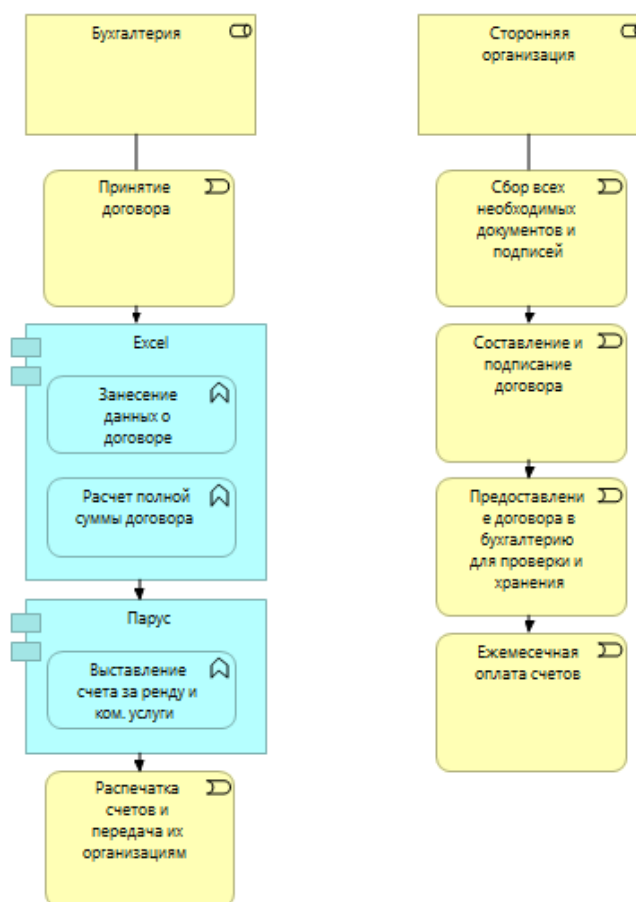 Бухгалтерия
Принятие
договора
Excel
Занесение
данных о
договоре
Расчет полной
суммы договора
Парус
Выставление
счета за ренду и
ком. услуги
Распечатка
счетов и
передача их
организациям
Сторонняя
организация
Сбор всех
необходимых
документов и
подписей
Составление и
подписание
договора
Предоставлени
е договора в
бухгалтерию
для проверки и
хранения
Ежемесечная
оплата счетов